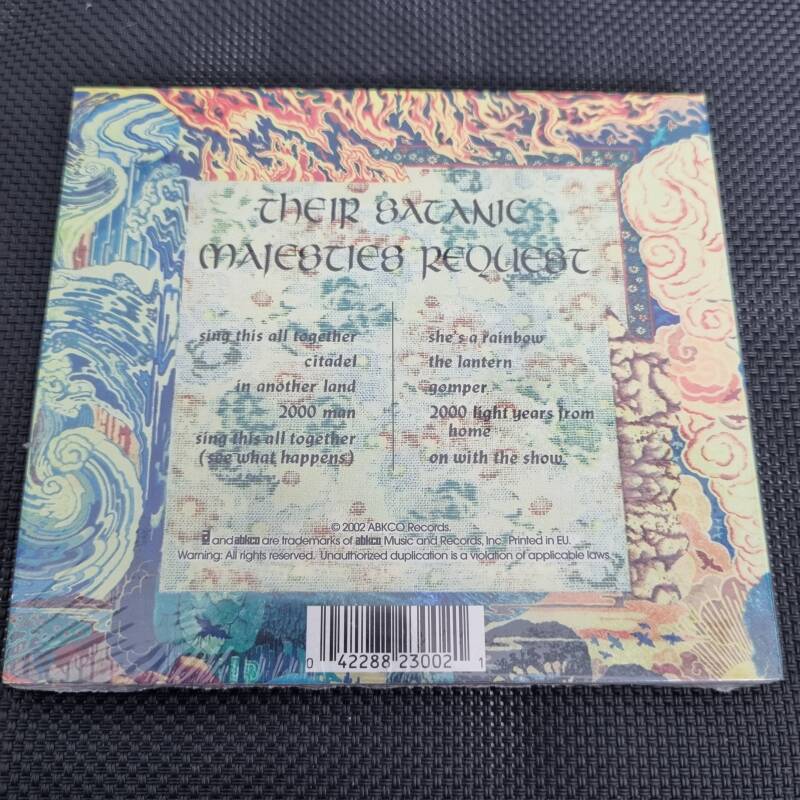 Their Satanic
Majesties Request
sing this all together
citadel
in another land
2000 man
sing this all together
(see what happens)
she's a rainbow
the lantern
gomper
2000 light years from
home
on with the show
© 2002 ABKCO Records.
and abkco are trademarks of abkco Music and Records, Inc. Printed in EU.
Warning: All rights reserved. Unauthorized duplication is a violation of applicable laws.
0 42288 23002 1